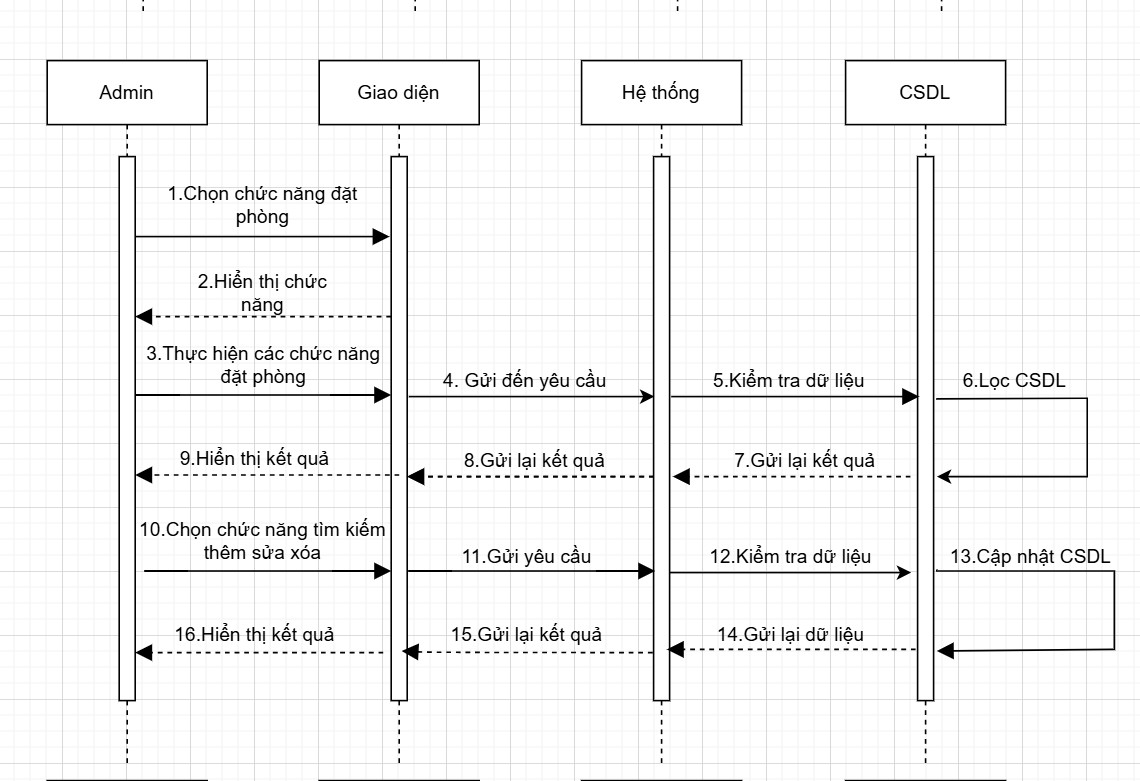 Admin
Giao diện
Hệ thống
CSDL
1.Chọn chức năng đặt
phòng
2.Hiển thị chức
năng
3.Thực hiện các chức năng
đặt phòng
4. Gửi đến yêu cầu
5.Kiểm tra dữ liệu
6.Lọc CSDL
9.Hiển thị kết quả
8.Gửi lại kết quả
7.Gửi lại kết quả
10.Chọn chức năng tìm kiếm
thêm sửa xóa
11.Gửi yêu cầu
12.Kiểm tra dữ liệu
13.Cập nhật CSDL
16.Hiển thị kết quả
15.Gửi lại kết quả
14.Gửi lại dữ liệu